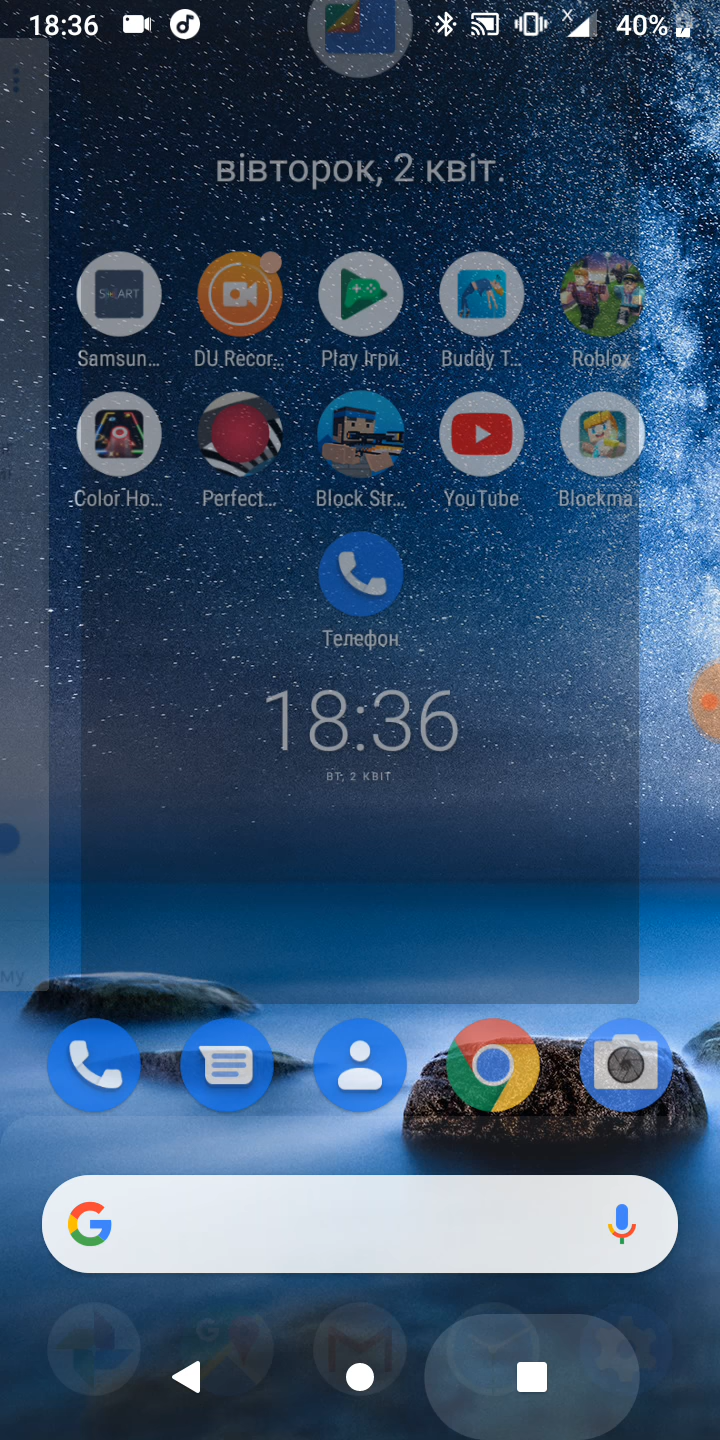 18:36
40%
вівторок, 2 квіт.
Samsun...
DU Recor...
Play Ігри
Buddy T...
Roblox
Color Ho...
Perfect...
Block Str...
YouTube
Blockma...
Телефон
18:36
ВТ, 2 КВІТ.
му